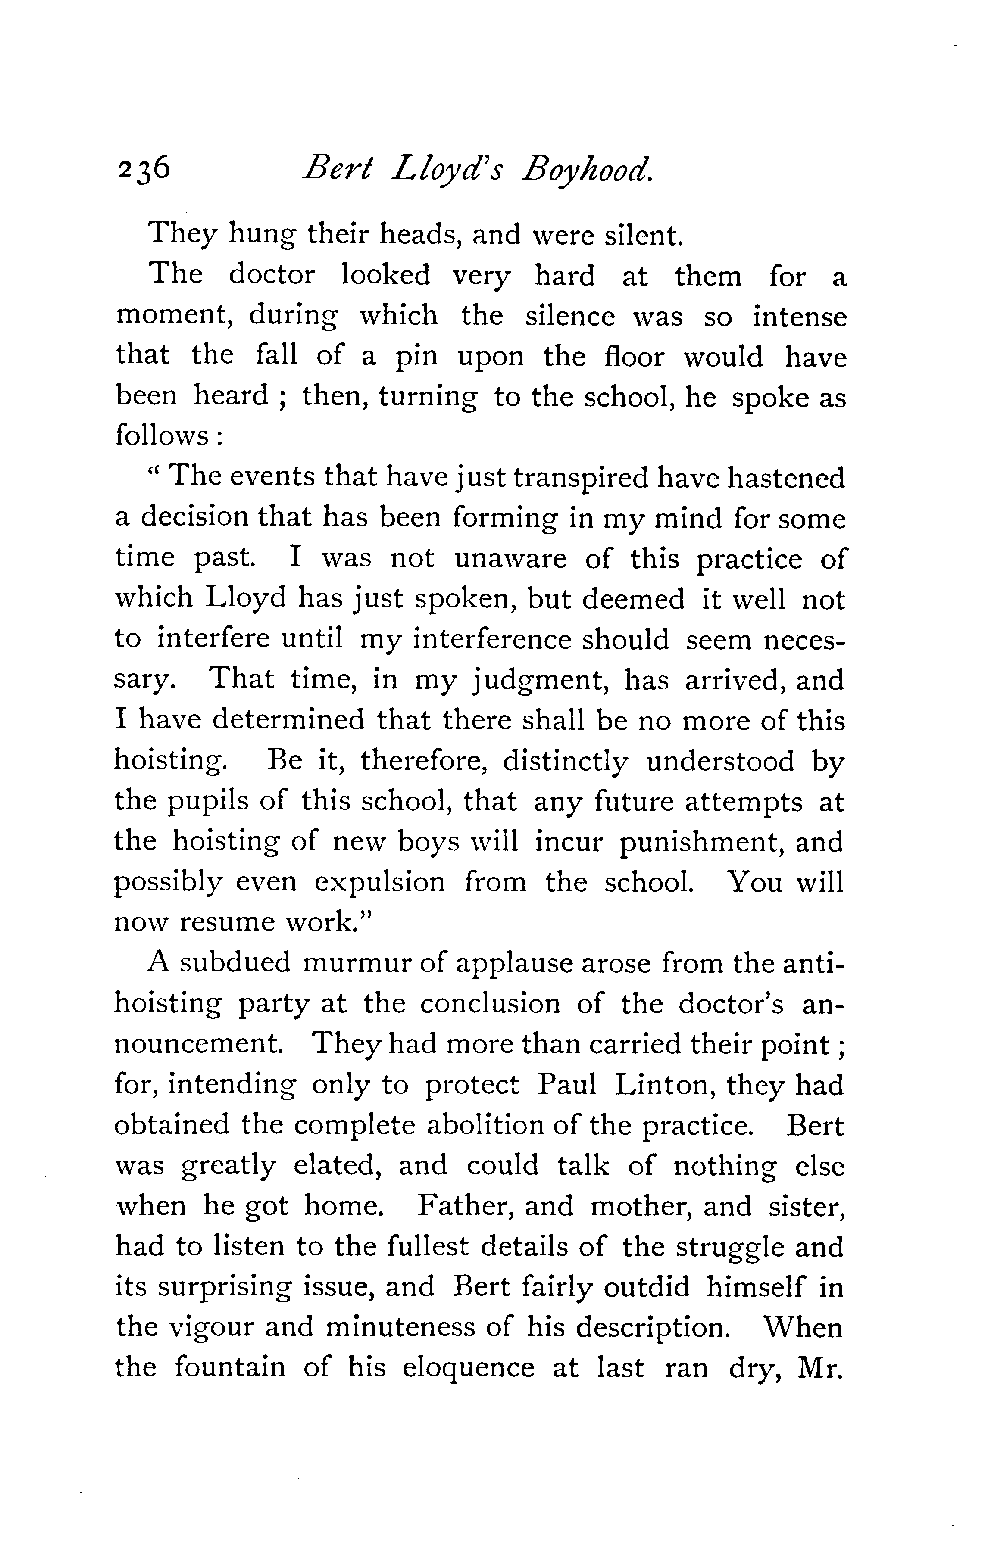 236 Bert Lloyd's Boyhood.
They hung their heads, and were silent.
The doctor looked very hard at them for a
moment, during which the silence was so intense
that the fall of a pin upon the floor would have
been heard ; then, turning to the school, he spoke as
follows :
“ The events that have just transpired have hastened
a decision that has been forming in my mind for some
time past. I was not unaware of this practice of
which Lloyd has just spoken, but deemed it well not
to interfere until my interference should seem neces-
sary. That time, in my judgment, has arrived, and
I have determined that there shall be no more of this
hoisting. Be it, therefore, distinctly understood by
the pupils of this school, that any future attempts at
the hoisting of new boys will incur punishment, and
possibly even expulsion from the school. You will
now resume work.”
A subdued murmur of applause arose from the anti-
hoisting party at the conclusion of the doctor's an-
nouncement. They had more than carried their point ;
for, intending only to protect Paul Linton, they had
obtained the complete abolition of the practice. Bert
was greatly elated, and could talk of nothing else
when he got home. Father, and mother, and sister,
had to listen to the fullest details of the struggle and
its surprising issue, and Bert fairly outdid himself in
the vigour and minuteness of his description. When
the fountain of his eloquence at last ran dry, Mr.